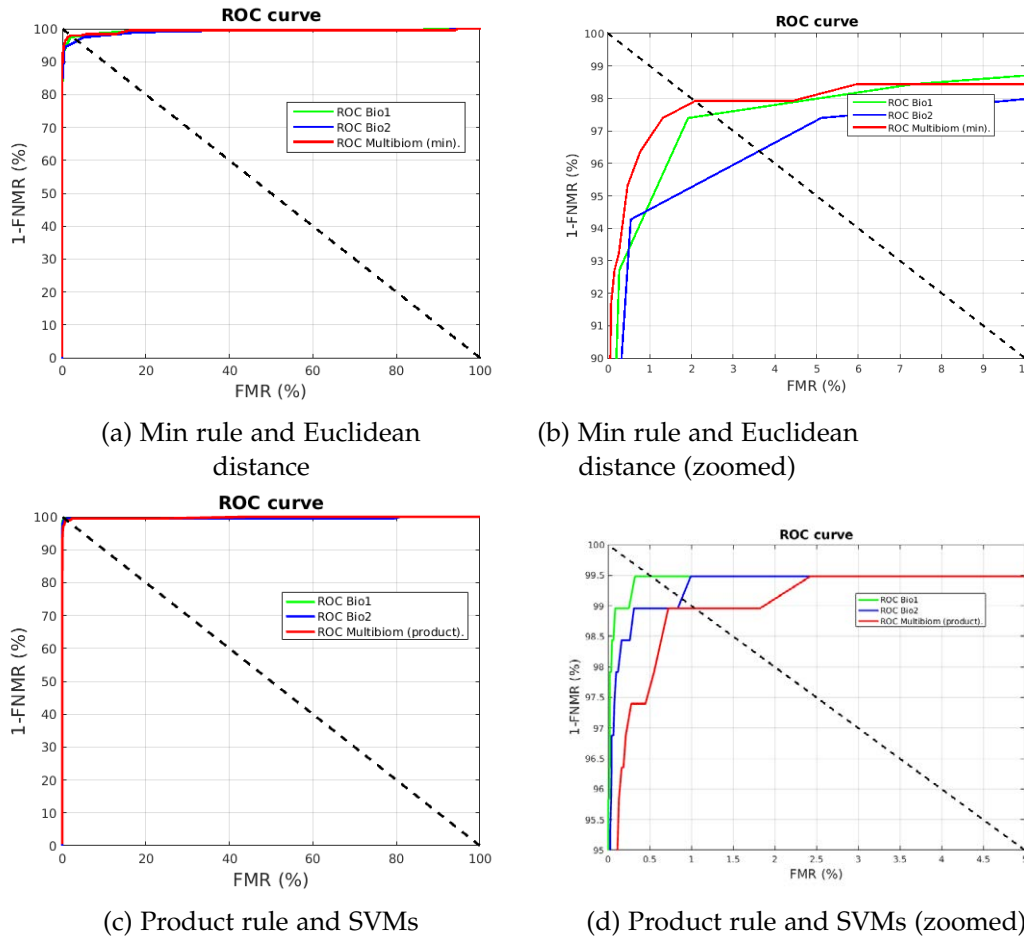 ROC curve
100
90
80
70
60
50
40
30
20
10
0
1-FNMR (%)
ROC Bio1
ROC Bio2
ROC Multibiom (min).
0 20 40 60 80 100
FMR (%)
ROC curve
100
99
98
97
96
95
94
93
92
91
90
1-FNMR (%)
ROC Bio1
ROC Bio2
ROC Multibiom (min).
0 1 2 3 4 5 6 7 8 9 10
FMR (%)
(a) Min rule and Euclidean
distance
(b) Min rule and Euclidean
distance (zoomed)
ROC curve
100
90
80
70
60
50
40
30
20
10
0
1-FNMR (%)
ROC Bio1
ROC Bio2
ROC Multibiom (product).
0 20 40 60 80 100
FMR (%)
ROC curve
100
99.5
99
98.5
98
97.5
97
96.5
96
95.5
95
1-FNMR (%)
ROC Bio1
ROC Bio2
ROC Multibiom (product).
0 0.5 1 1.5 2 2.5 3 3.5 4 4.5 5
FMR (%)
(c) Product rule and SVMs
(d) Product rule and SVMs (zoomed)